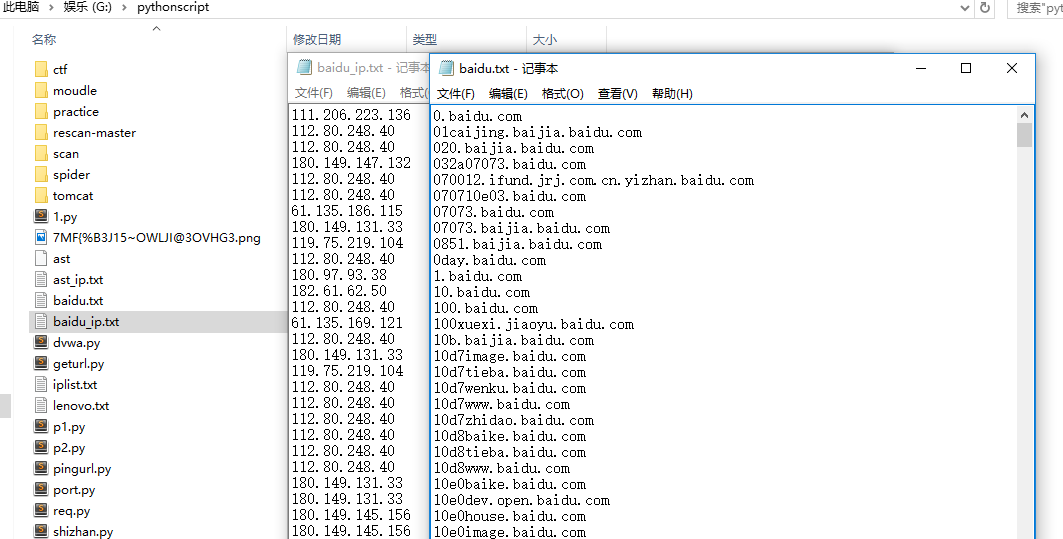 此电脑 > 娱乐 (G:) > pythonscript
搜索"pyt
名称
修改日期
类型
大小
ctf
moudle
practice
rescan-master
scan
spider
tomcat
1.py
7MF{%B3J15~OWLJI@3OVHG3.png
ast
ast_ip.txt
baidu.txt
baidu_ip.txt
dvwa.py
geturl.py
iplist.txt
lenovo.txt
p1.py
p2.py
pingurl.py
port.py
req.py
shizhan.py
baidu_ip.txt - 记事本
文件(F) 编辑(E) 格式(
111.206.223.136
112.80.248.40
112.80.248.40
180.149.147.132
112.80.248.40
112.80.248.40
61.135.186.115
180.149.131.33
119.75.219.104
112.80.248.40
180.97.93.38
182.61.62.50
112.80.248.40
61.135.169.121
112.80.248.40
180.149.131.33
119.75.219.104
112.80.248.40
112.80.248.40
112.80.248.40
112.80.248.40
112.80.248.40
112.80.248.40
180.149.131.33
180.149.131.33
180.149.145.156
180.149.145.156
baidu.txt - 记事本
文件(F) 编辑(E) 格式(O) 查看(V) 帮助(H)
0.baidu.com
01caijing.baijia.baidu.com
020.baijia.baidu.com
032a07073.baidu.com
070012.ifund.jrj.com.cn.yizhan.baidu.com
070710e03.baidu.com
07073.baidu.com
07073.baijia.baidu.com
0851.baijia.baidu.com
0day.baidu.com
1.baidu.com
10.baidu.com
100.baidu.com
100xuexi.jiaoyu.baidu.com
10b.baijia.baidu.com
10d7image.baidu.com
10d7tieba.baidu.com
10d7wenku.baidu.com
10d7www.baidu.com
10d7zhidao.baidu.com
10d8baike.baidu.com
10d8tieba.baidu.com
10d8www.baidu.com
10e0baike.baidu.com
10e0dev.open.baidu.com
10e0house.baidu.com
10e0image.baidu.com